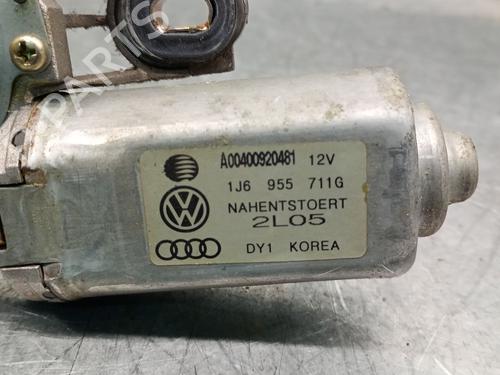 PARTS
A00400920481 12V
1J6 955 711G
NAHENTSTOERT
2L05
DY1 KOREA